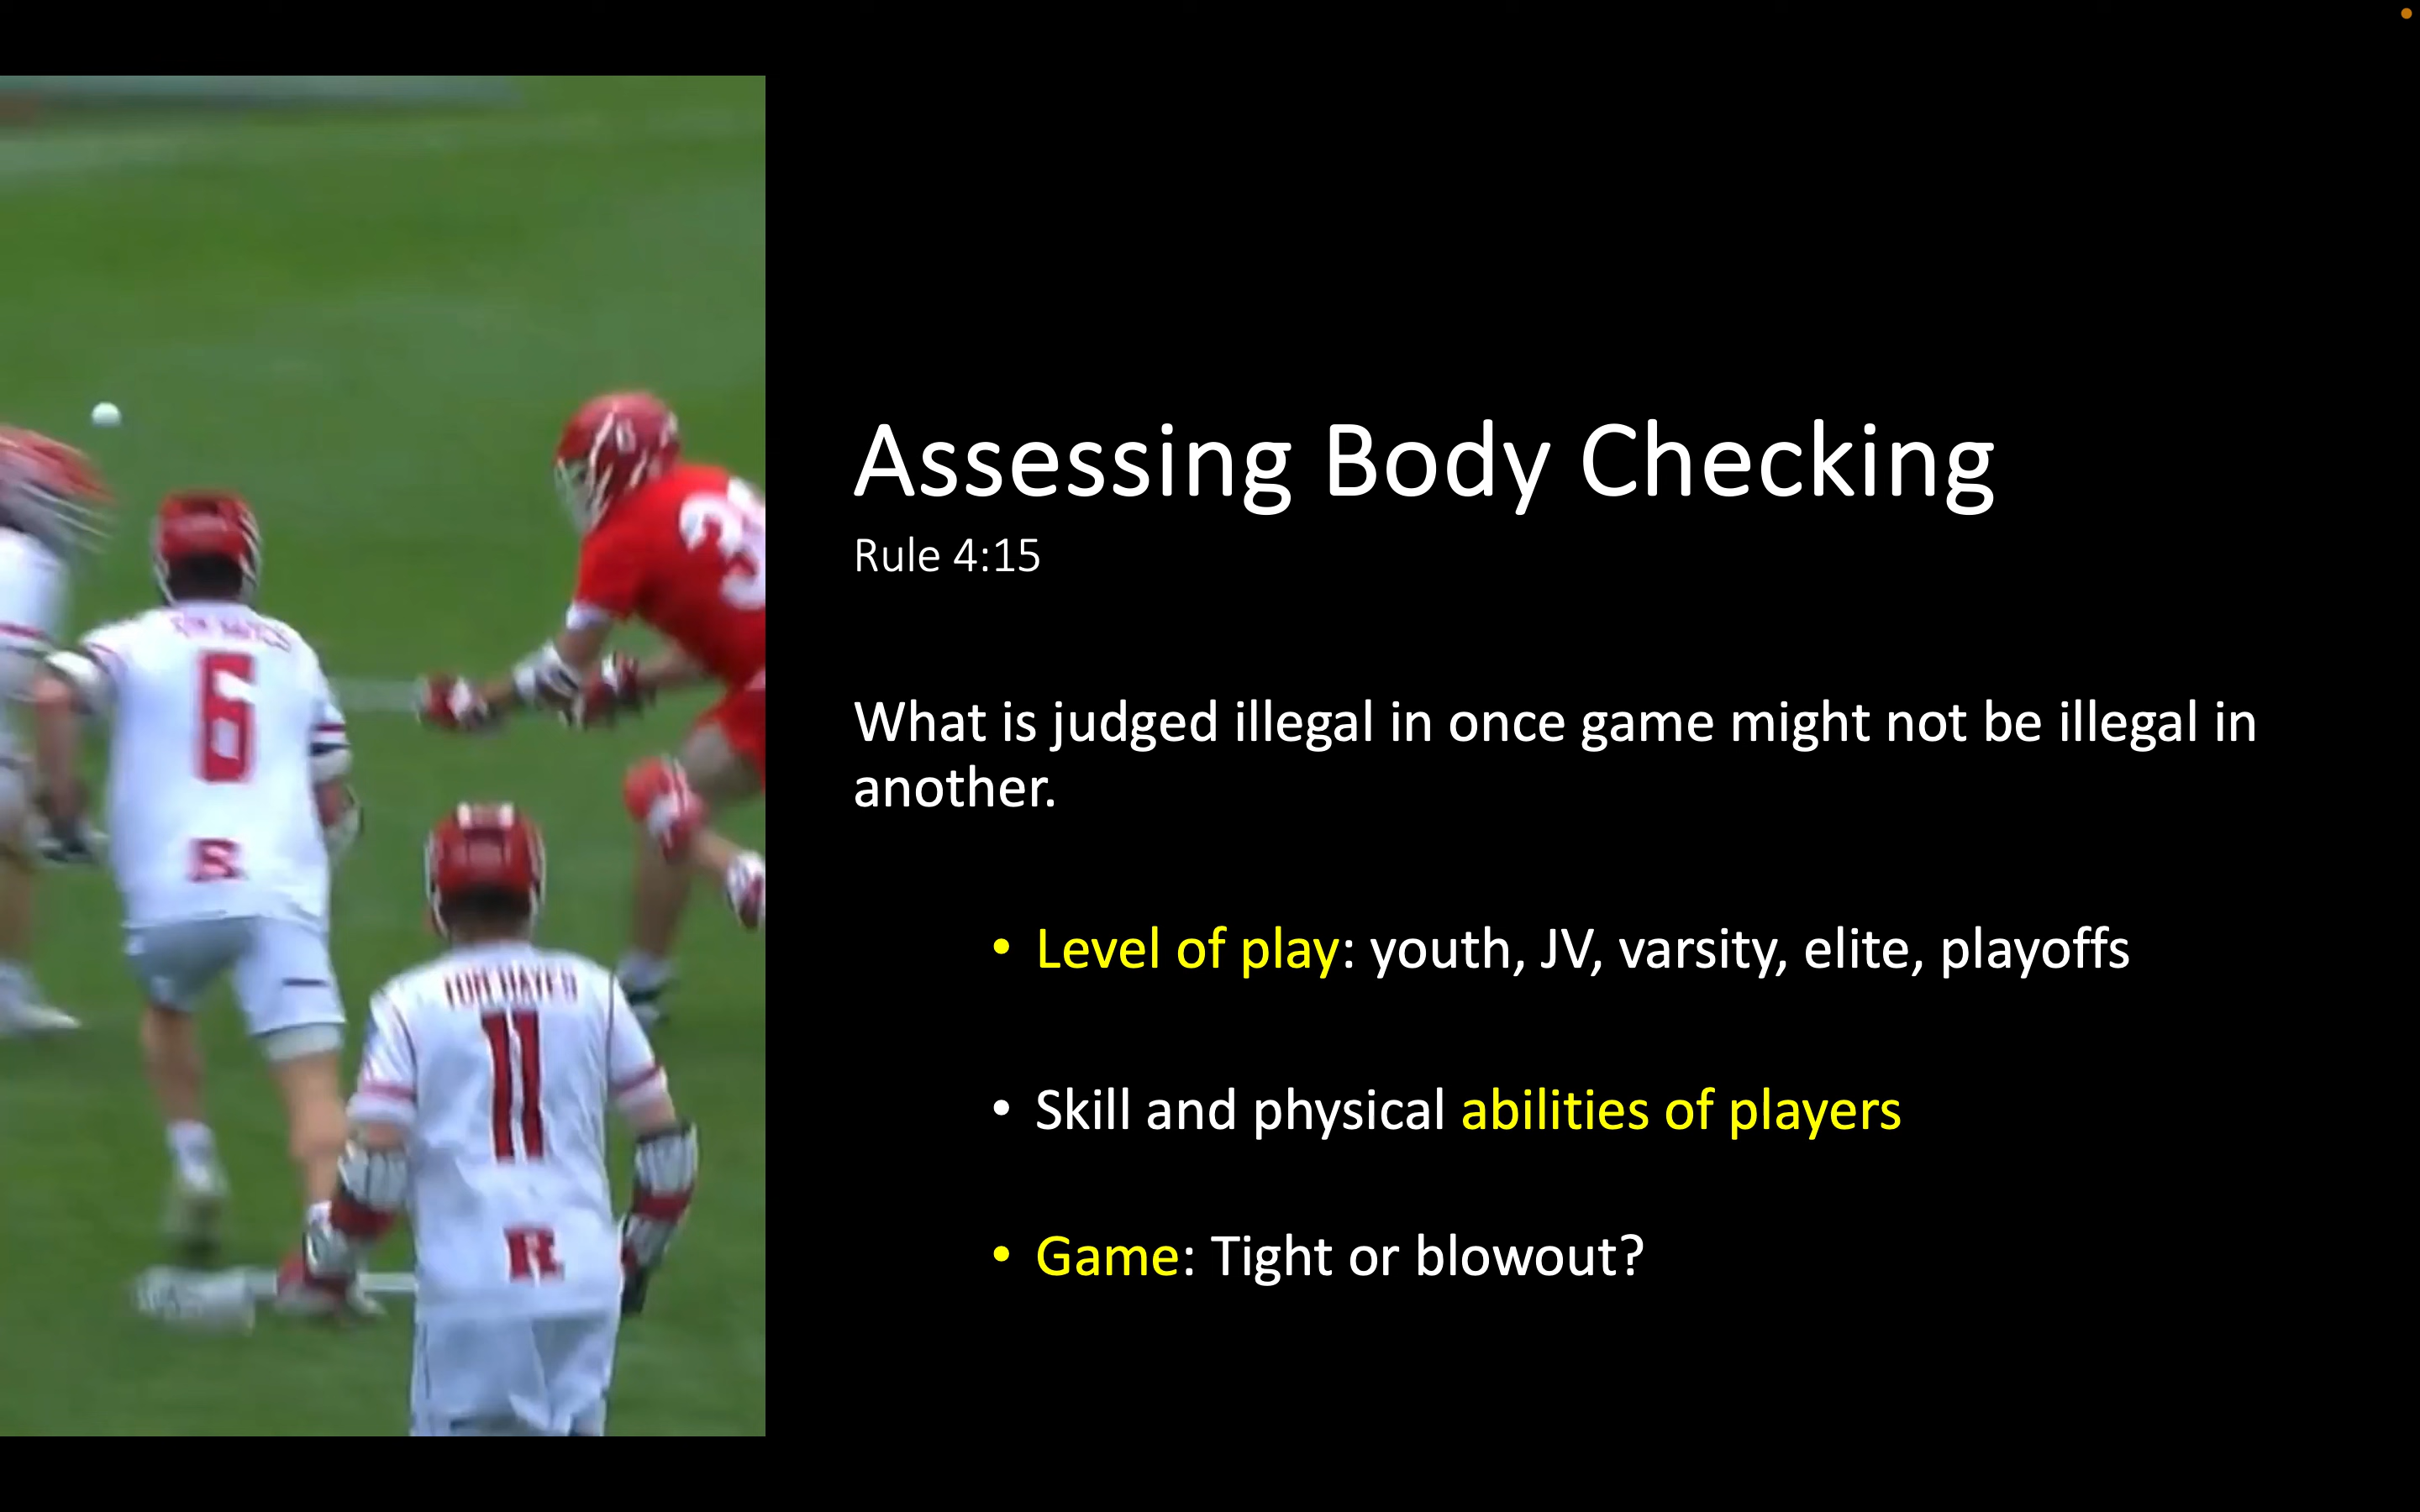 Assessing Body Checking
Rule 4:15
What is judged illegal in once game might not be illegal in
another.
• Level of play: youth, JV, varsity, elite, playoffs
• Skill and physical abilities of players
• Game: Tight or blowout?
3
6
R
11
R